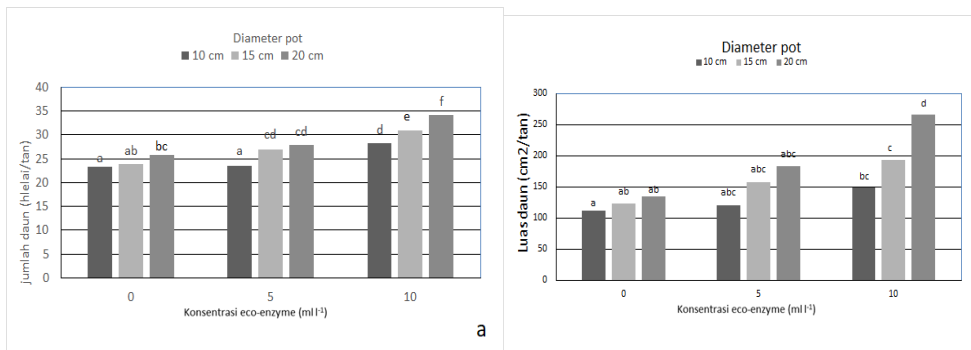 Diameter pot
10 cm 15 cm 20 cm
40
35
30
25
20
15
10
5
0
jumlah daun (helai/tan)
a ab bc
a cd cd
d e f
0 5 10
Konsentrasi eco-enzyme (ml l⁻¹)
a
Diameter pot
10 cm 15 cm 20 cm
300
250
200
150
100
50
0
Luas daun (cm2/tan)
a ab ab
abc abc abc
bc c d
0 5 10
Konsentrasi eco-enzyme (ml l⁻¹)